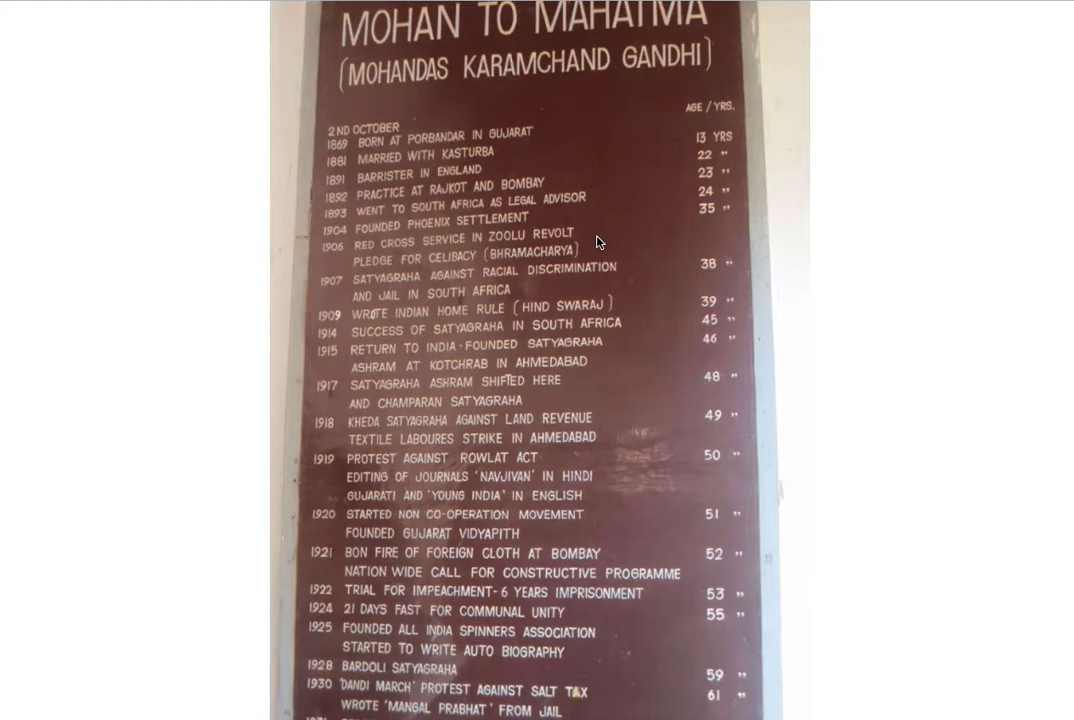 MOHAN TO MAHATMA
(MOHANDAS KARAMCHAND GANDHI)
AGE / YRS.
2ND OCTOBER
1869 BORN AT PORBANDAR IN GUJARAT
1881 MARRIED WITH KASTURBA 13 YRS
1891 BARRISTER IN ENGLAND 22 "
1892 PRACTICE AT RAJKOT AND BOMBAY 23 "
1893 WENT TO SOUTH AFRICA AS LEGAL ADVISOR 24 "
1904 FOUNDED PHOENIX SETTLEMENT 35 "
1906 RED CROSS SERVICE IN ZOOLU REVOLT
PLEDGE FOR CELIBACY (BHRAMACHARYA)
1907 SATYAGRAHA AGAINST RACIAL DISCRIMINATION 38 "
AND JAIL IN SOUTH AFRICA
1909 WROTE INDIAN HOME RULE (HIND SWARAJ) 39 "
1914 SUCCESS OF SATYAGRAHA IN SOUTH AFRICA 45 "
1915 RETURN TO INDIA-FOUNDED SATYAGRAHA 46 "
ASHRAM AT KOTCHRAB IN AHMEDABAD
1917 SATYAGRAHA ASHRAM SHIFTED HERE 48 "
AND CHAMPARAN SATYAGRAHA
1918 KHEDA SATYAGRAHA AGAINST LAND REVENUE 49 "
TEXTILE LABOURES STRIKE IN AHMEDABAD
1919 PROTEST AGAINST ROWLAT ACT 50 "
EDITING OF JOURNALS 'NAVJIVAN' IN HINDI
GUJARATI AND 'YOUNG INDIA' IN ENGLISH
1920 STARTED NON CO-OPERATION MOVEMENT 51 "
FOUNDED GUJARAT VIDYAPITH
1921 BON FIRE OF FOREIGN CLOTH AT BOMBAY 52 "
NATION WIDE CALL FOR CONSTRUCTIVE PROGRAMME
1922 TRIAL FOR IMPEACHMENT- 6 YEARS IMPRISONMENT 53 "
1924 21 DAYS FAST FOR COMMUNAL UNITY 55 "
1925 FOUNDED ALL INDIA SPINNERS ASSOCIATION
STARTED TO WRITE AUTO BIOGRAPHY
1928 BARDOLI SATYAGRAHA 59 "
1930 'DANDI MARCH' PROTEST AGAINST SALT TAX 61 "
WROTE 'MANGAL PRABHAT' FROM JAIL